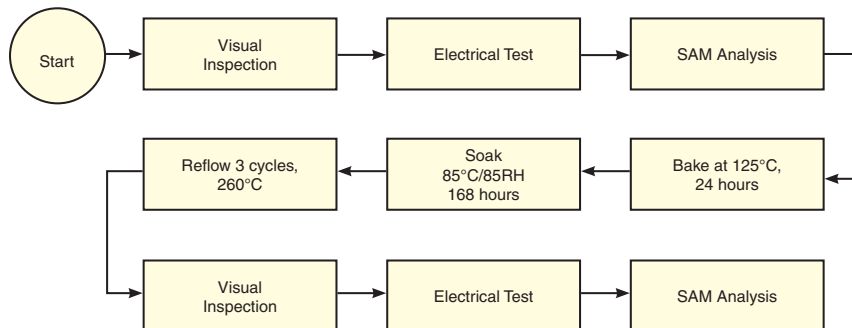 Start
Visual
Inspection
Electrical Test
SAM Analysis
Reflow 3 cycles,
260°C
Soak
85°C/85RH
168 hours
Bake at 125°C,
24 hours
Visual
Inspection
Electrical Test
SAM Analysis